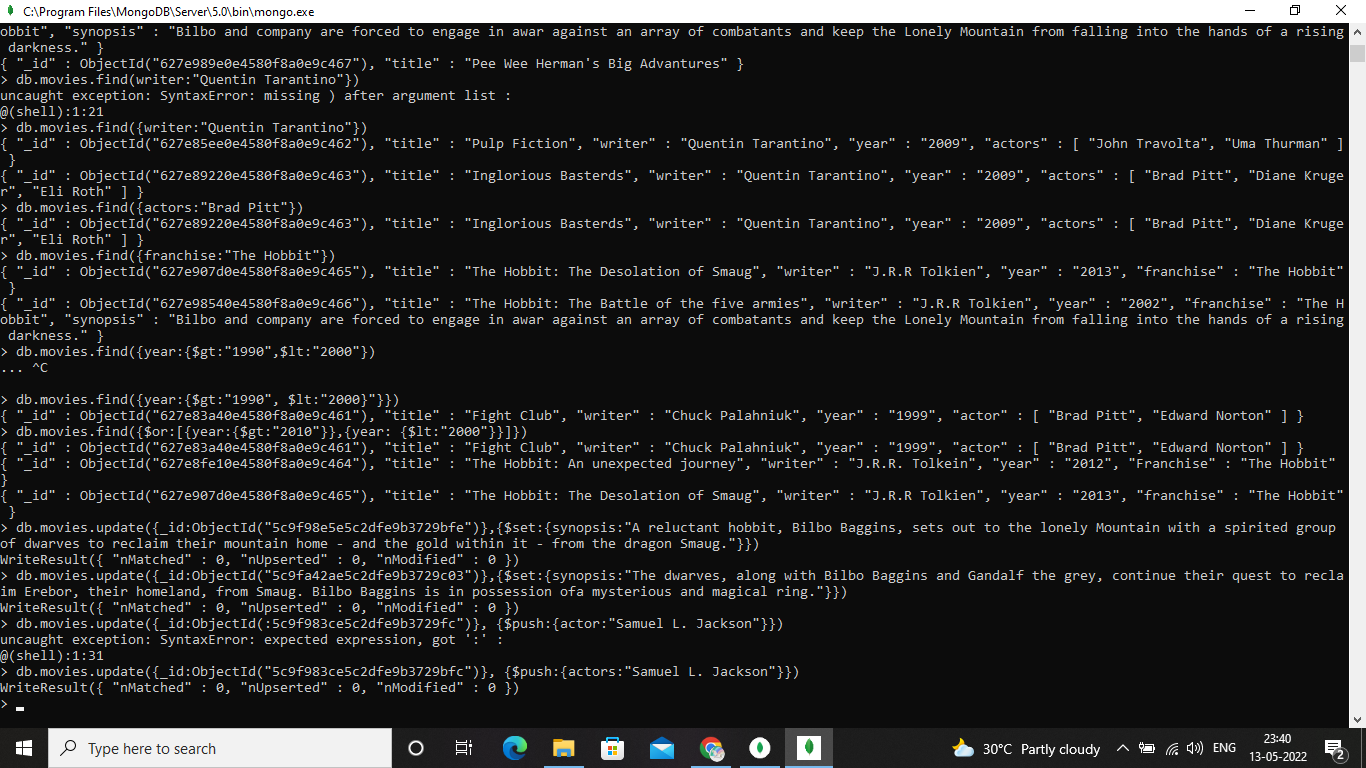 C:\Program Files\MongoDB\Server\5.0\bin\mongo.exe
obbit", "synopsis" : "Bilbo and company are forced to engage in awar against an array of combatants and keep the Lonely Mountain from falling into the hands of a rising
 darkness." }
{ "_id" : ObjectId("627e989e0e4580f8a0e9c467"), "title" : "Pee Wee Herman's Big Advantures" }
> db.movies.find(writer:"Quentin Tarantino"})
uncaught exception: SyntaxError: missing ) after argument list :
@(shell):1:21
> db.movies.find({writer:"Quentin Tarantino"})
{ "_id" : ObjectId("627e85ee0e4580f8a0e9c462"), "title" : "Pulp Fiction", "writer" : "Quentin Tarantino", "year" : "2009", "actors" : [ "John Travolta", "Uma Thurman" ]
 }
{ "_id" : ObjectId("627e89220e4580f8a0e9c463"), "title" : "Inglorious Basterds", "writer" : "Quentin Tarantino", "year" : "2009", "actors" : [ "Brad Pitt", "Diane Kruge
r", "Eli Roth" ] }
> db.movies.find({actors:"Brad Pitt"})
{ "_id" : ObjectId("627e89220e4580f8a0e9c463"), "title" : "Inglorious Basterds", "writer" : "Quentin Tarantino", "year" : "2009", "actors" : [ "Brad Pitt", "Diane Kruge
r", "Eli Roth" ] }
> db.movies.find({franchise:"The Hobbit"})
{ "_id" : ObjectId("627e907d0e4580f8a0e9c465"), "title" : "The Hobbit: The Desolation of Smaug", "writer" : "J.R.R Tolkien", "year" : "2013", "franchise" : "The Hobbit"
 }
{ "_id" : ObjectId("627e98540e4580f8a0e9c466"), "title" : "The Hobbit: The Battle of the five armies", "writer" : "J.R.R Tolkien", "year" : "2002", "franchise" : "The H
obbit", "synopsis" : "Bilbo and company are forced to engage in awar against an array of combatants and keep the Lonely Mountain from falling into the hands of a rising
 darkness." }
> db.movies.find({year:{$gt:"1990",$lt:"2000"})
... ^C
> db.movies.find({year:{$gt:"1990", $lt:"2000}"}})
{ "_id" : ObjectId("627e83a40e4580f8a0e9c461"), "title" : "Fight Club", "writer" : "Chuck Palahniuk", "year" : "1999", "actor" : [ "Brad Pitt", "Edward Norton" ] }
> db.movies.find({$or:[{year:{$gt:"2010"}},{year: {$lt:"2000"}}]})
{ "_id" : ObjectId("627e83a40e4580f8a0e9c461"), "title" : "Fight Club", "writer" : "Chuck Palahniuk", "year" : "1999", "actor" : [ "Brad Pitt", "Edward Norton" ] }
{ "_id" : ObjectId("627e8fe10e4580f8a0e9c464"), "title" : "The Hobbit: An unexpected journey", "writer" : "J.R.R. Tolkein", "year" : "2012", "Franchise" : "The Hobbit"
}
{ "_id" : ObjectId("627e907d0e4580f8a0e9c465"), "title" : "The Hobbit: The Desolation of Smaug", "writer" : "J.R.R Tolkien", "year" : "2013", "franchise" : "The Hobbit"
 }
> db.movies.update({_id:ObjectId("5c9f98e5e5c2dfe9b3729bfe")},{$set:{synopsis:"A reluctant hobbit, Bilbo Baggins, sets out to the lonely Mountain with a spirited group
of dwarves to reclaim their mountain home - and the gold within it - from the dragon Smaug."}})
WriteResult({ "nMatched" : 0, "nUpserted" : 0, "nModified" : 0 })
> db.movies.update({_id:ObjectId("5c9fa42ae5c2dfe9b3729c03")},{$set:{synopsis:"The dwarves, along with Bilbo Baggins and Gandalf the grey, continue their quest to recla
im Erebor, their homeland, from Smaug. Bilbo Baggins is in possession ofa mysterious and magical ring."}})
WriteResult({ "nMatched" : 0, "nUpserted" : 0, "nModified" : 0 })
> db.movies.update({_id:ObjectId(:5c9f983ce5c2dfe9b3729fc")}, {$push:{actor:"Samuel L. Jackson"}})
uncaught exception: SyntaxError: expected expression, got ':' :
@(shell):1:31
> db.movies.update({_id:ObjectId("5c9f983ce5c2dfe9b3729bfc")}, {$push:{actors:"Samuel L. Jackson"}})
WriteResult({ "nMatched" : 0, "nUpserted" : 0, "nModified" : 0 })
>
Type here to search
30°C Partly cloudy
ENG
23:40
13-05-2022
2